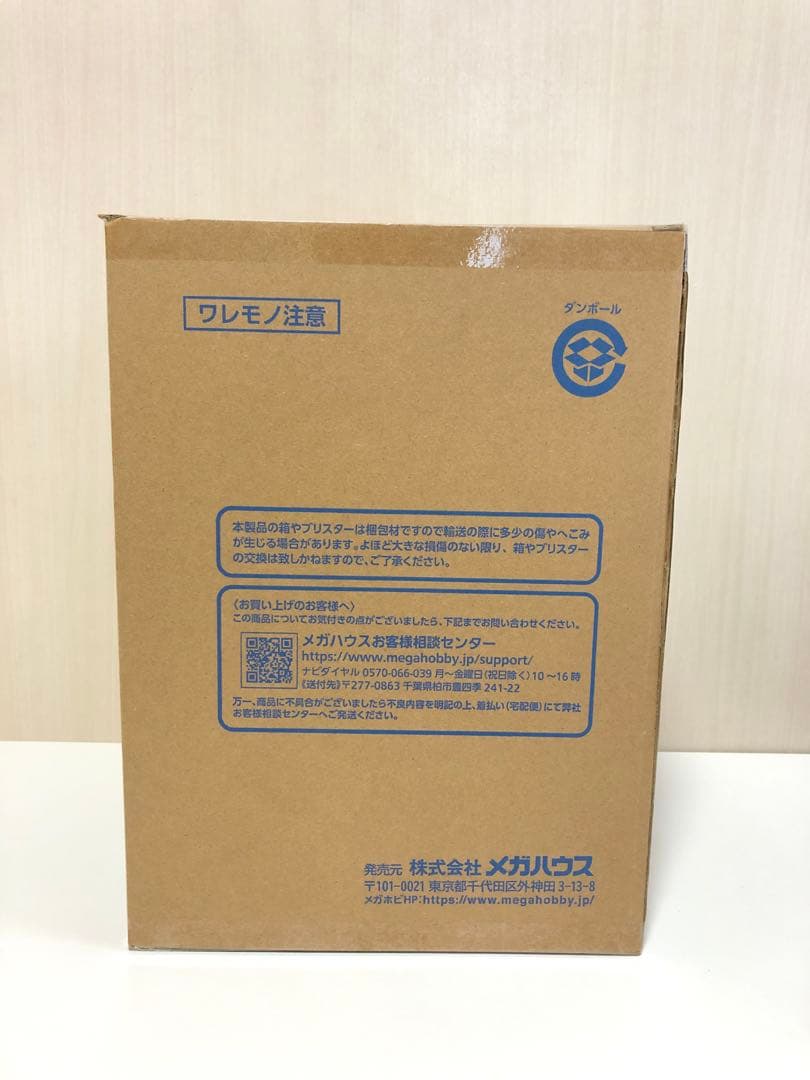 ワレモノ注意
ダンボール
本製品の箱やブリスターは梱包材ですので輸送の際に多少の傷やへこみ
が生じる場合があります。よほど大きな損傷のない限り、箱やブリスター
の交換は致しかねますので、ご了承ください。
〈お買い上げのお客様へ〉
この商品についてお気付きの点がございましたら、下記までお問い合わせください。
メガハウスお客様相談センター
https://www.megahobby.jp/support/
ナビダイヤル 0570-066-039 月〜金曜日(祝日除く)10〜16時
《送付先》〒277-0863 千葉県柏市豊四季 241-22
万一、商品に不具合がございましたら不良内容を明記の上、着払い(宅配便)にて弊社
お客様相談センターへご発送ください。
発売元 株式会社 メガハウス
〒101-0021 東京都千代田区外神田 3-13-8
メガホビHP:https://www.megahobby.jp/